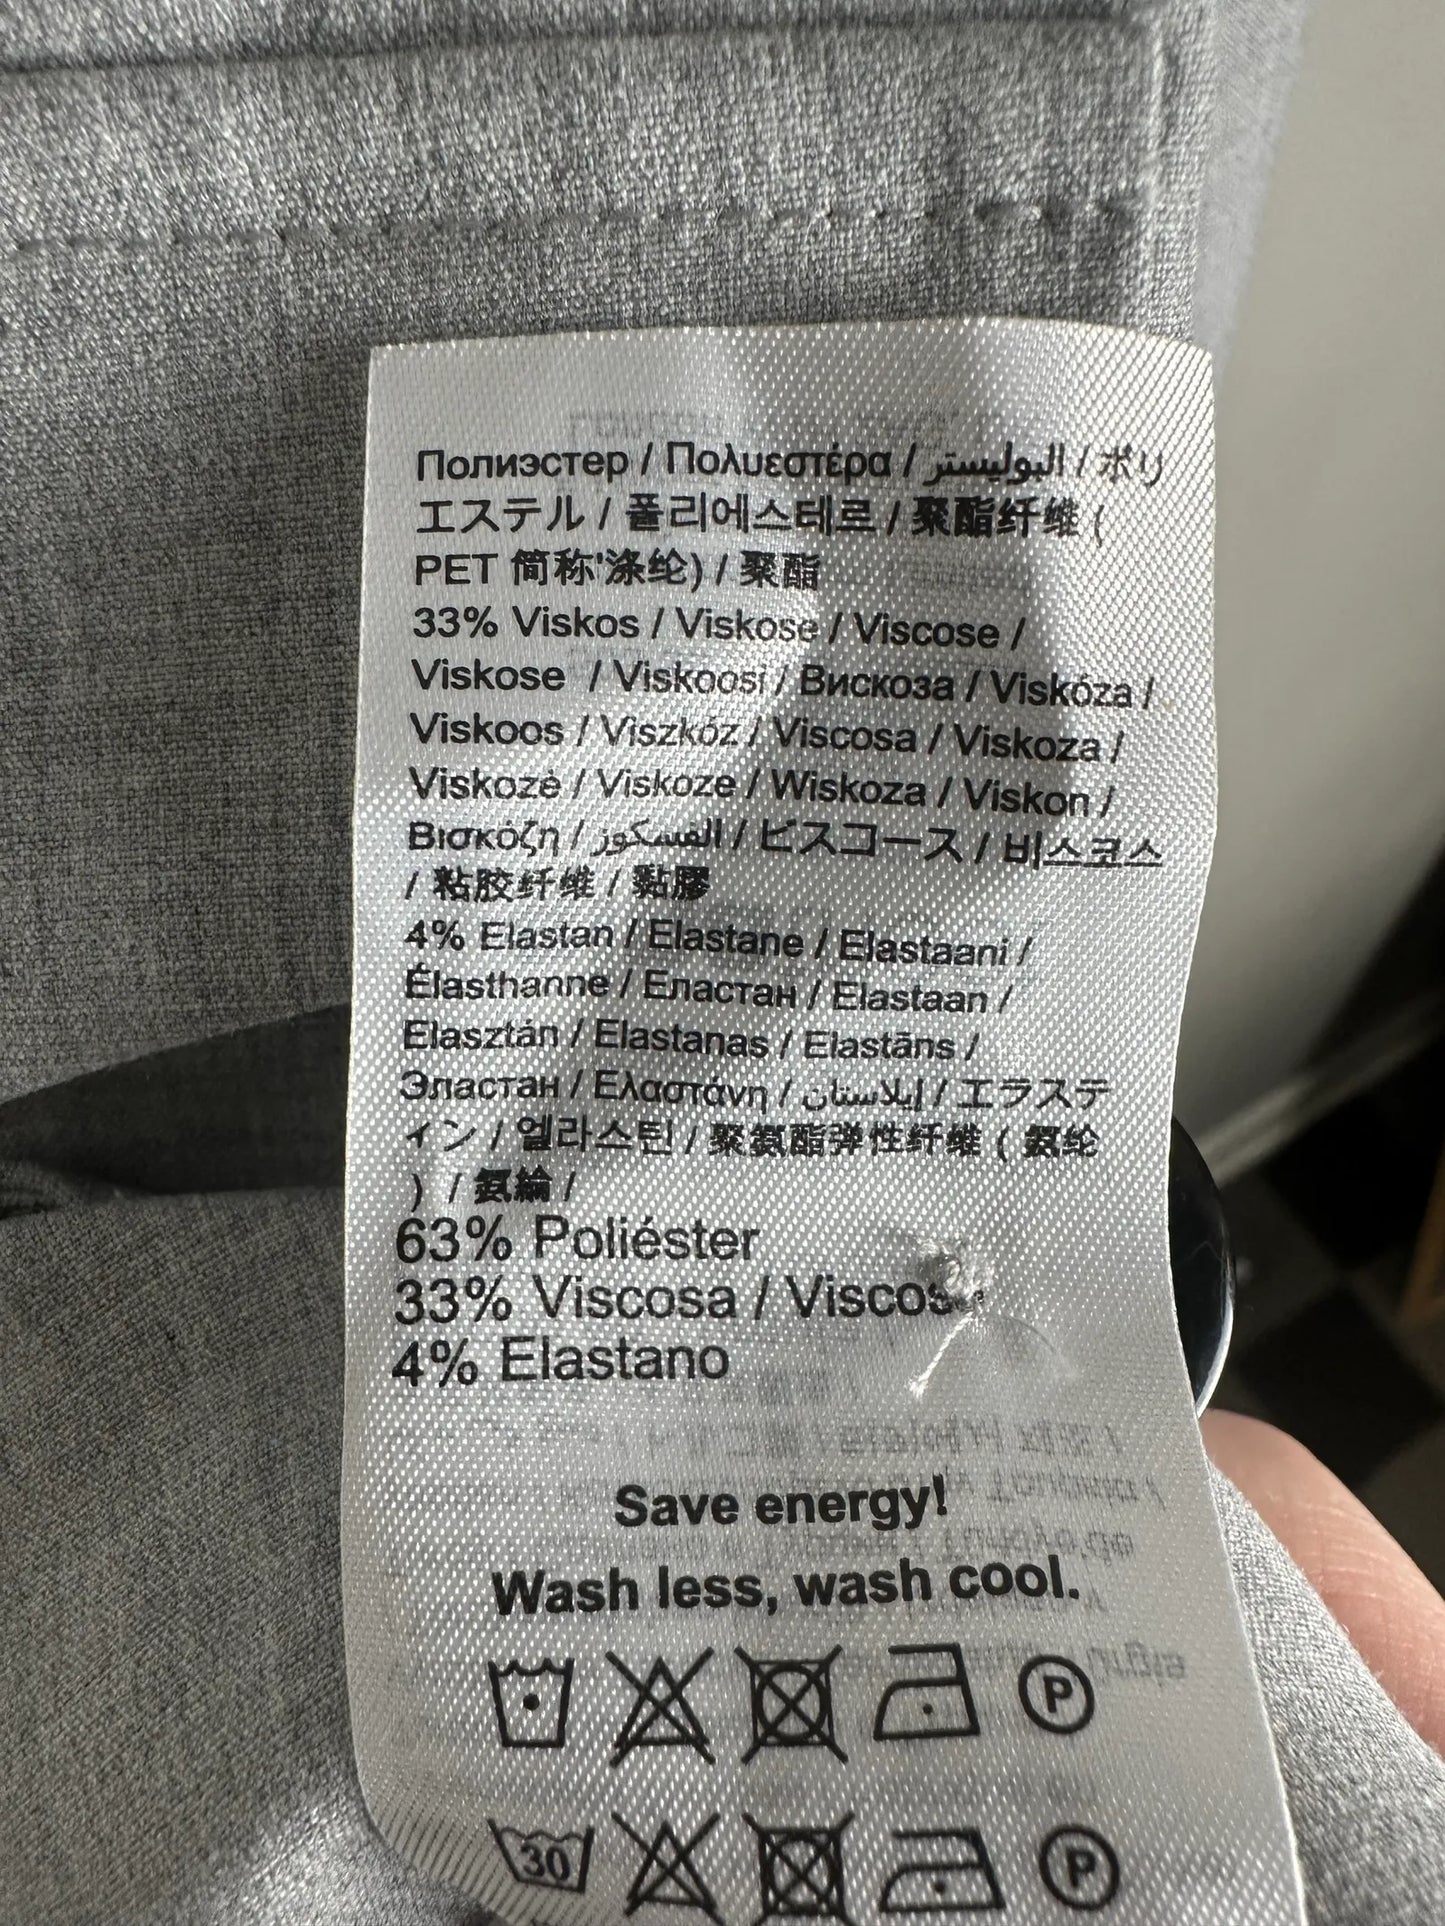 Полиэстер / Πολυεστέρα / البوليستر / ポリ
エステル / 폴리에스테르 / 聚酯纤维 (
PET 简称'涤纶) / 聚酯
33% Viskos / Viskose / Viscose /
Viskose / Viskoosi / Вискоза / Viskóza /
Viskoos / Viszkóz / Viscosa / Viskoza /
Viskozė / Viskoze / Wiskoza / Viskon /
Βισκόζη / الفسكوز / ビスコース / 비스코스
/ 粘胶纤维 / 黏膠
4% Elastan / Elastane / Elastaani /
Élasthanne / Еластан / Elastaan /
Elasztán / Elastanas / Elastāns /
Эластан / Ελαστάνη / إيلاستان / エラステ
ィン / 엘라스틴 / 聚氨酯弹性纤维 ( 氨纶
) / 氨綸 /
63% Poliéster
33% Viscosa / Viscose
4% Elastano
Save energy!
Wash less, wash cool.
P
30 P